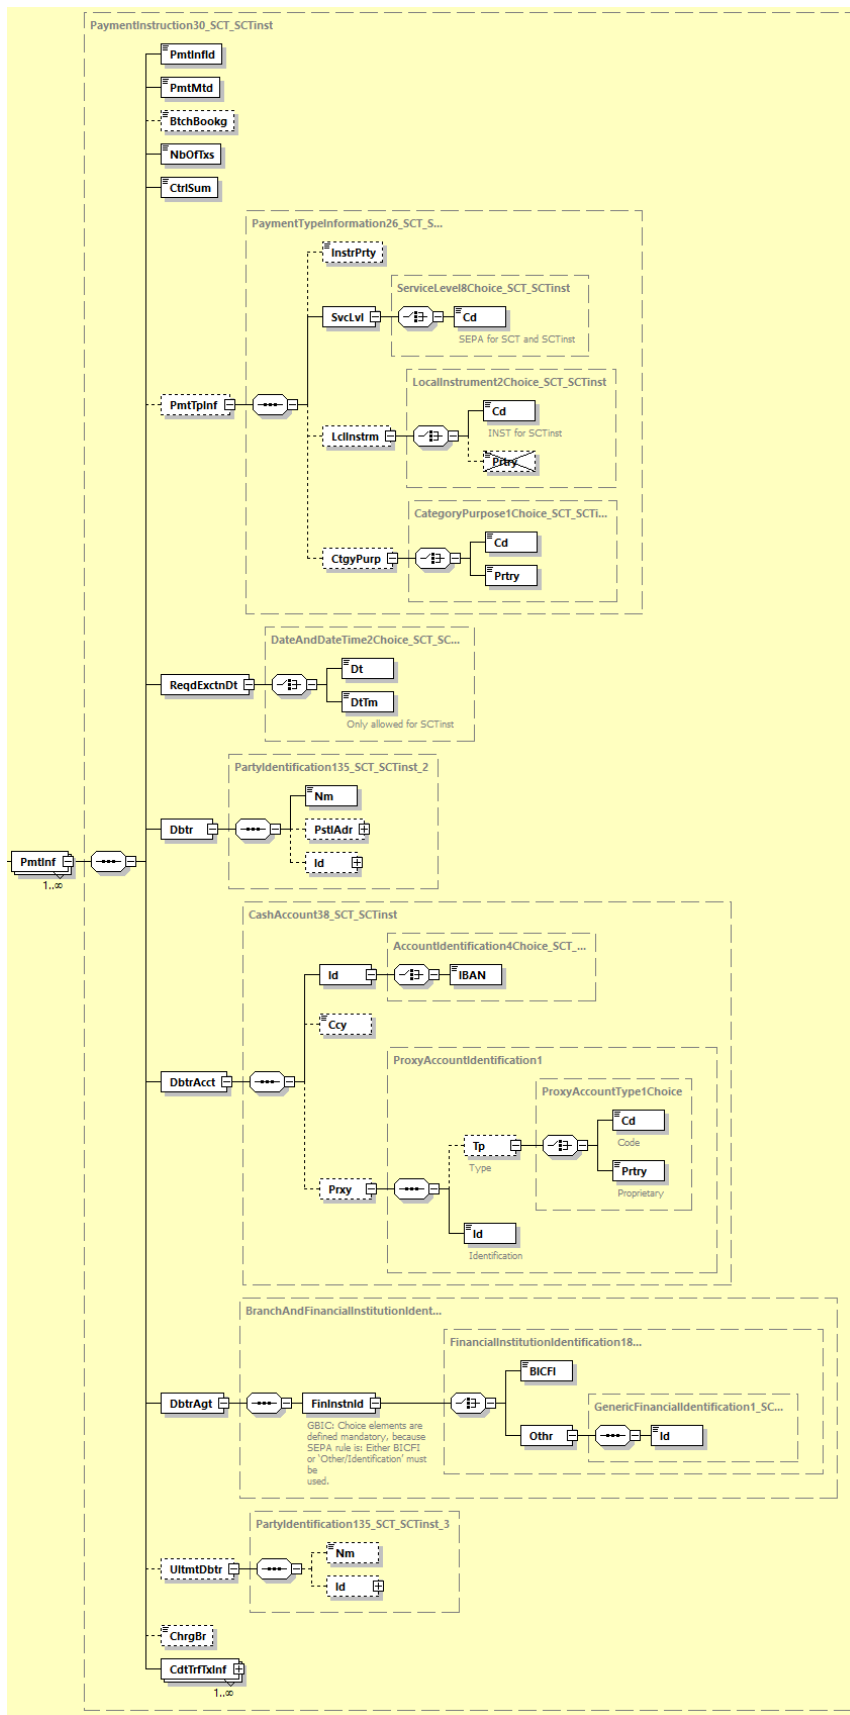 PaymentInstruction30_SCT_SCTinst
PmtInfId
PmtMtd
BtchBookg
NbOfTxs
CtrlSum
PaymentTypeInformation26_SCT_S...
InstrPrty
ServiceLevel8Choice_SCT_SCTinst
SvcLvl
Cd
SEPA for SCT and SCTinst
LocalInstrument2Choice_SCT_SCTinst
PmtTpInf
Cd
INST for SCTinst
LclInstrm
Prtry
CategoryPurpose1Choice_SCT_SCTi...
Cd
CtgyPurp
Prtry
DateAndDateTime2Choice_SCT_SC...
Dt
ReqdExctnDt
DtTm
Only allowed for SCTinst
PartyIdentification135_SCT_SCTinst_2
Nm
Dbtr
PstlAdr
Id
PmtInf
1..∞
CashAccount38_SCT_SCTinst
AccountIdentification4Choice_SCT_...
Id
IBAN
Ccy
ProxyAccountIdentification1
DbtrAcct
ProxyAccountType1Choice
Cd
Code
Tp
Type
Prtry
Proprietary
Prxy
Id
Identification
BranchAndFinancialInstitutionIdent...
FinancialInstitutionIdentification18...
BICFI
DbtrAgt
FinInstnId
GBIC: Choice elements are
defined mandatory, because
SEPA rule is: Either BICFI
or 'Other/Identification' must
be
used.
GenericFinancialIdentification1_SC...
Othr
Id
PartyIdentification135_SCT_SCTinst_3
Nm
UltmtDbtr
Id
ChrgBr
CdtTrfTxInf
1..∞